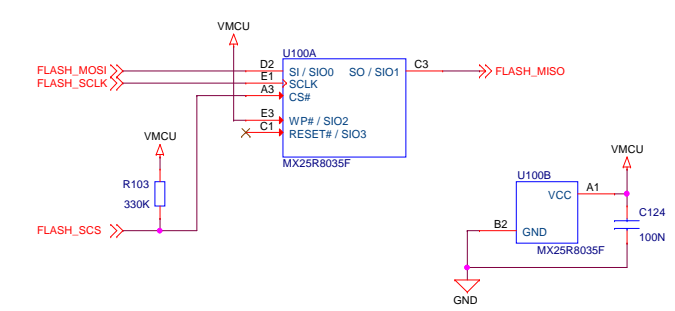 VMCU
U100A
FLASH_MOSI D2 SI / SIO0 SO / SIO1 C3 FLASH_MISO
FLASH_SCLK E1 SCLK
A3 CS#
E3 WP# / SIO2
C1 RESET# / SIO3
MX25R8035F
VMCU
R103
330K
FLASH_SCS
VMCU
U100B
VCC A1
B2 GND
MX25R8035F
C124
100N
GND